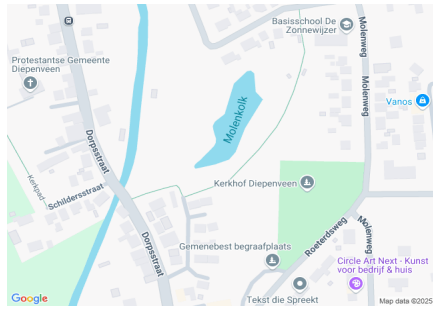 Basisschool De
Zonnewijzer
Molenweg
Protestantse Gemeente
Diepenveen
Molenweg
Vanos
Molenkolk
Dorpsstraat
Kerkpad
Schildersstraat
Kerkhof Diepenveen
Dorpsstraat
Roeterdsweg
Molenweg
Gemenebest begraafplaats
Circle Art Next - Kunst
voor bedrijf & huis
Tekst die Spreekt
Google
Map data ©2025